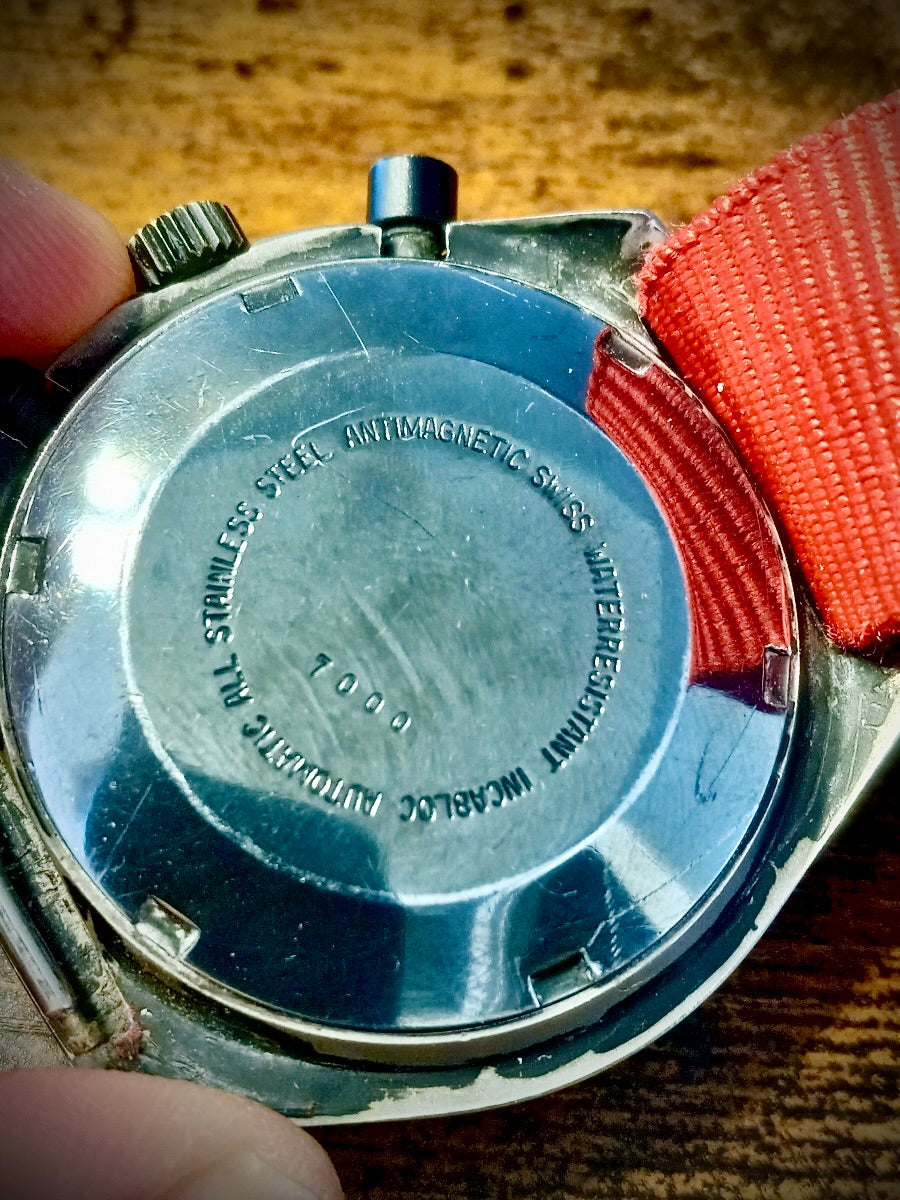 ALL STAINLESS STEEL ANTIMAGNETIC SWISS WATERRESISTANT INCABLOC AUTOMATIC
7000